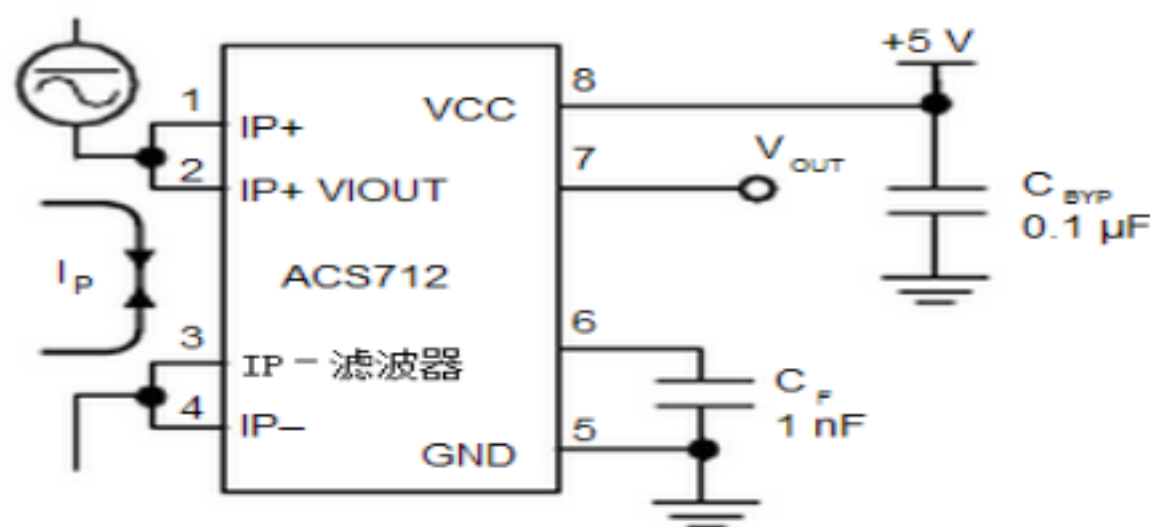 +5 V
1
8
VCC
IP+
2
7
V OUT
IP+ VIOUT
C BYP
0.1 µF
I P
ACS712
3
6
IP－滤波器
C F
1 nF
4
5
IP–
GND